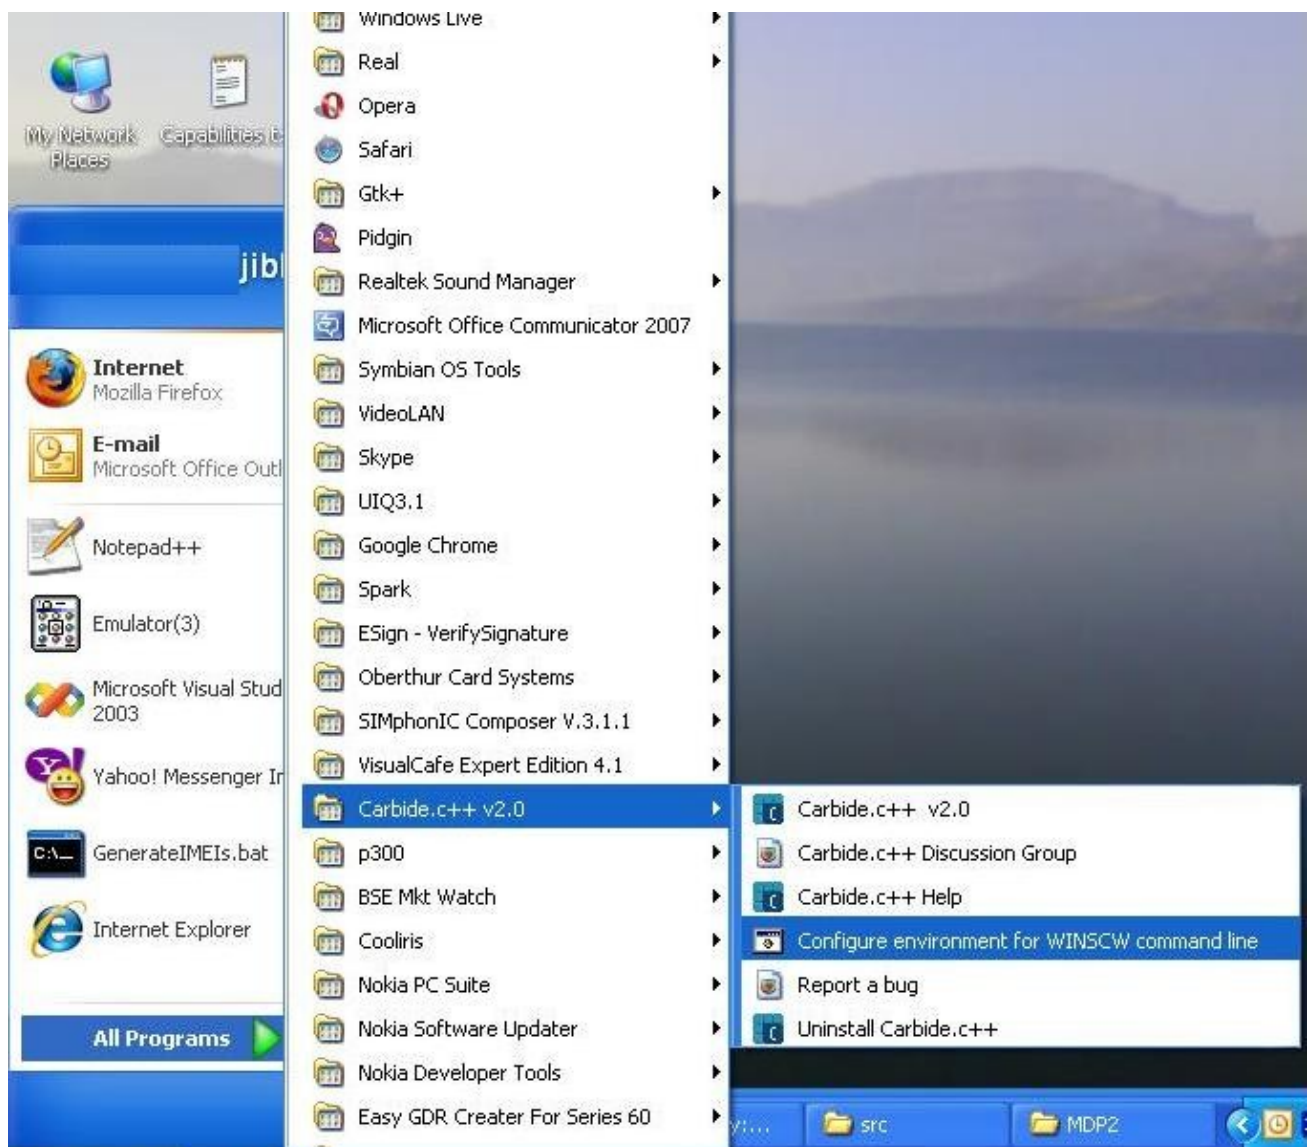 My Network
Places
Capabilities.t
jibl
Internet
Mozilla Firefox
E-mail
Microsoft Office Outl
Notepad++
Emulator(3)
Microsoft Visual Stud
2003
Yahoo! Messenger
C:\_
GenerateIMEIs.bat
Internet Explorer
All Programs
Windows Live
Real
Opera
Safari
Gtk+
Pidgin
Realtek Sound Manager
Microsoft Office Communicator 2007
Symbian OS Tools
VideoLAN
Skype
UIQ3.1
Google Chrome
Spark
ESign - VerifySignature
Oberthur Card Systems
SIMphonIC Composer V.3.1.1
VisualCafe Expert Edition 4.1
Carbide.c++ v2.0
p300
BSE Mkt Watch
Cooliris
Nokia PC Suite
Nokia Software Updater
Nokia Developer Tools
Easy GDR Creater For Series 60
Carbide.c++ v2.0
Carbide.c++ Discussion Group
Carbide.c++ Help
Configure environment for WINSCW command line
Report a bug
Uninstall Carbide.c++
y:...
src
MDP2